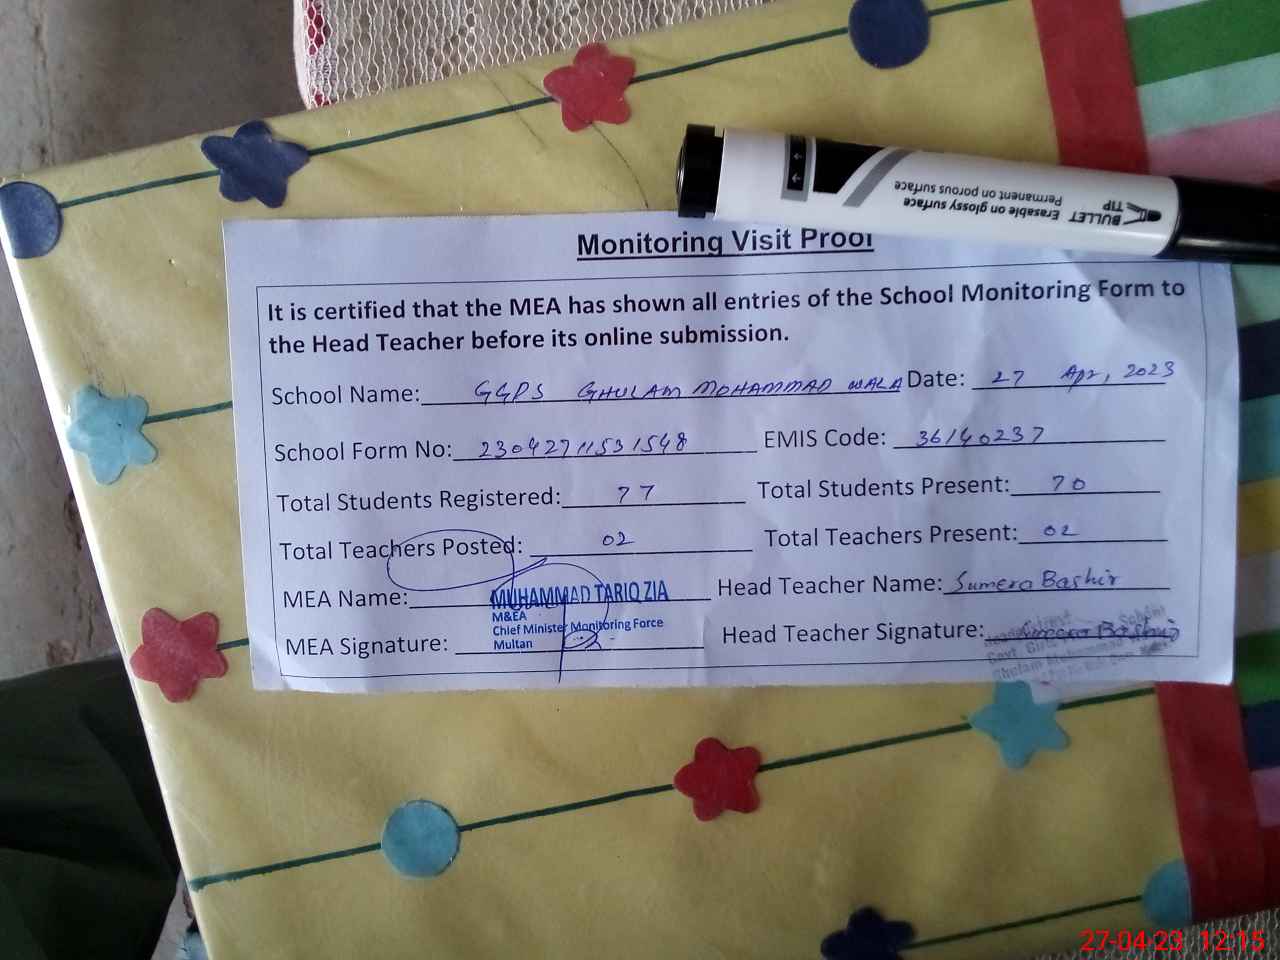 BULLET TIP
Erasable on glossy surface
Permanent on porous surface
Monitoring Visit Proof
It is certified that the MEA has shown all entries of the School Monitoring Form to
the Head Teacher before its online submission.
School Name: GGPS GHULAM MOHAMMAD WALA Date: 27 Apr, 2023
School Form No: 23042711531548 EMIS Code: 36140237
Total Students Registered: 77 Total Students Present: 70
Total Teachers Posted: 02 Total Teachers Present: 02
MEA Name: MUHAMMAD TARIQ ZIA Head Teacher Name: Sumera Bashir
M&EA
Chief Minister Monitoring Force
Multan
MEA Signature: Head Teacher Signature: Sumera Bashir
27-04-23 12:15